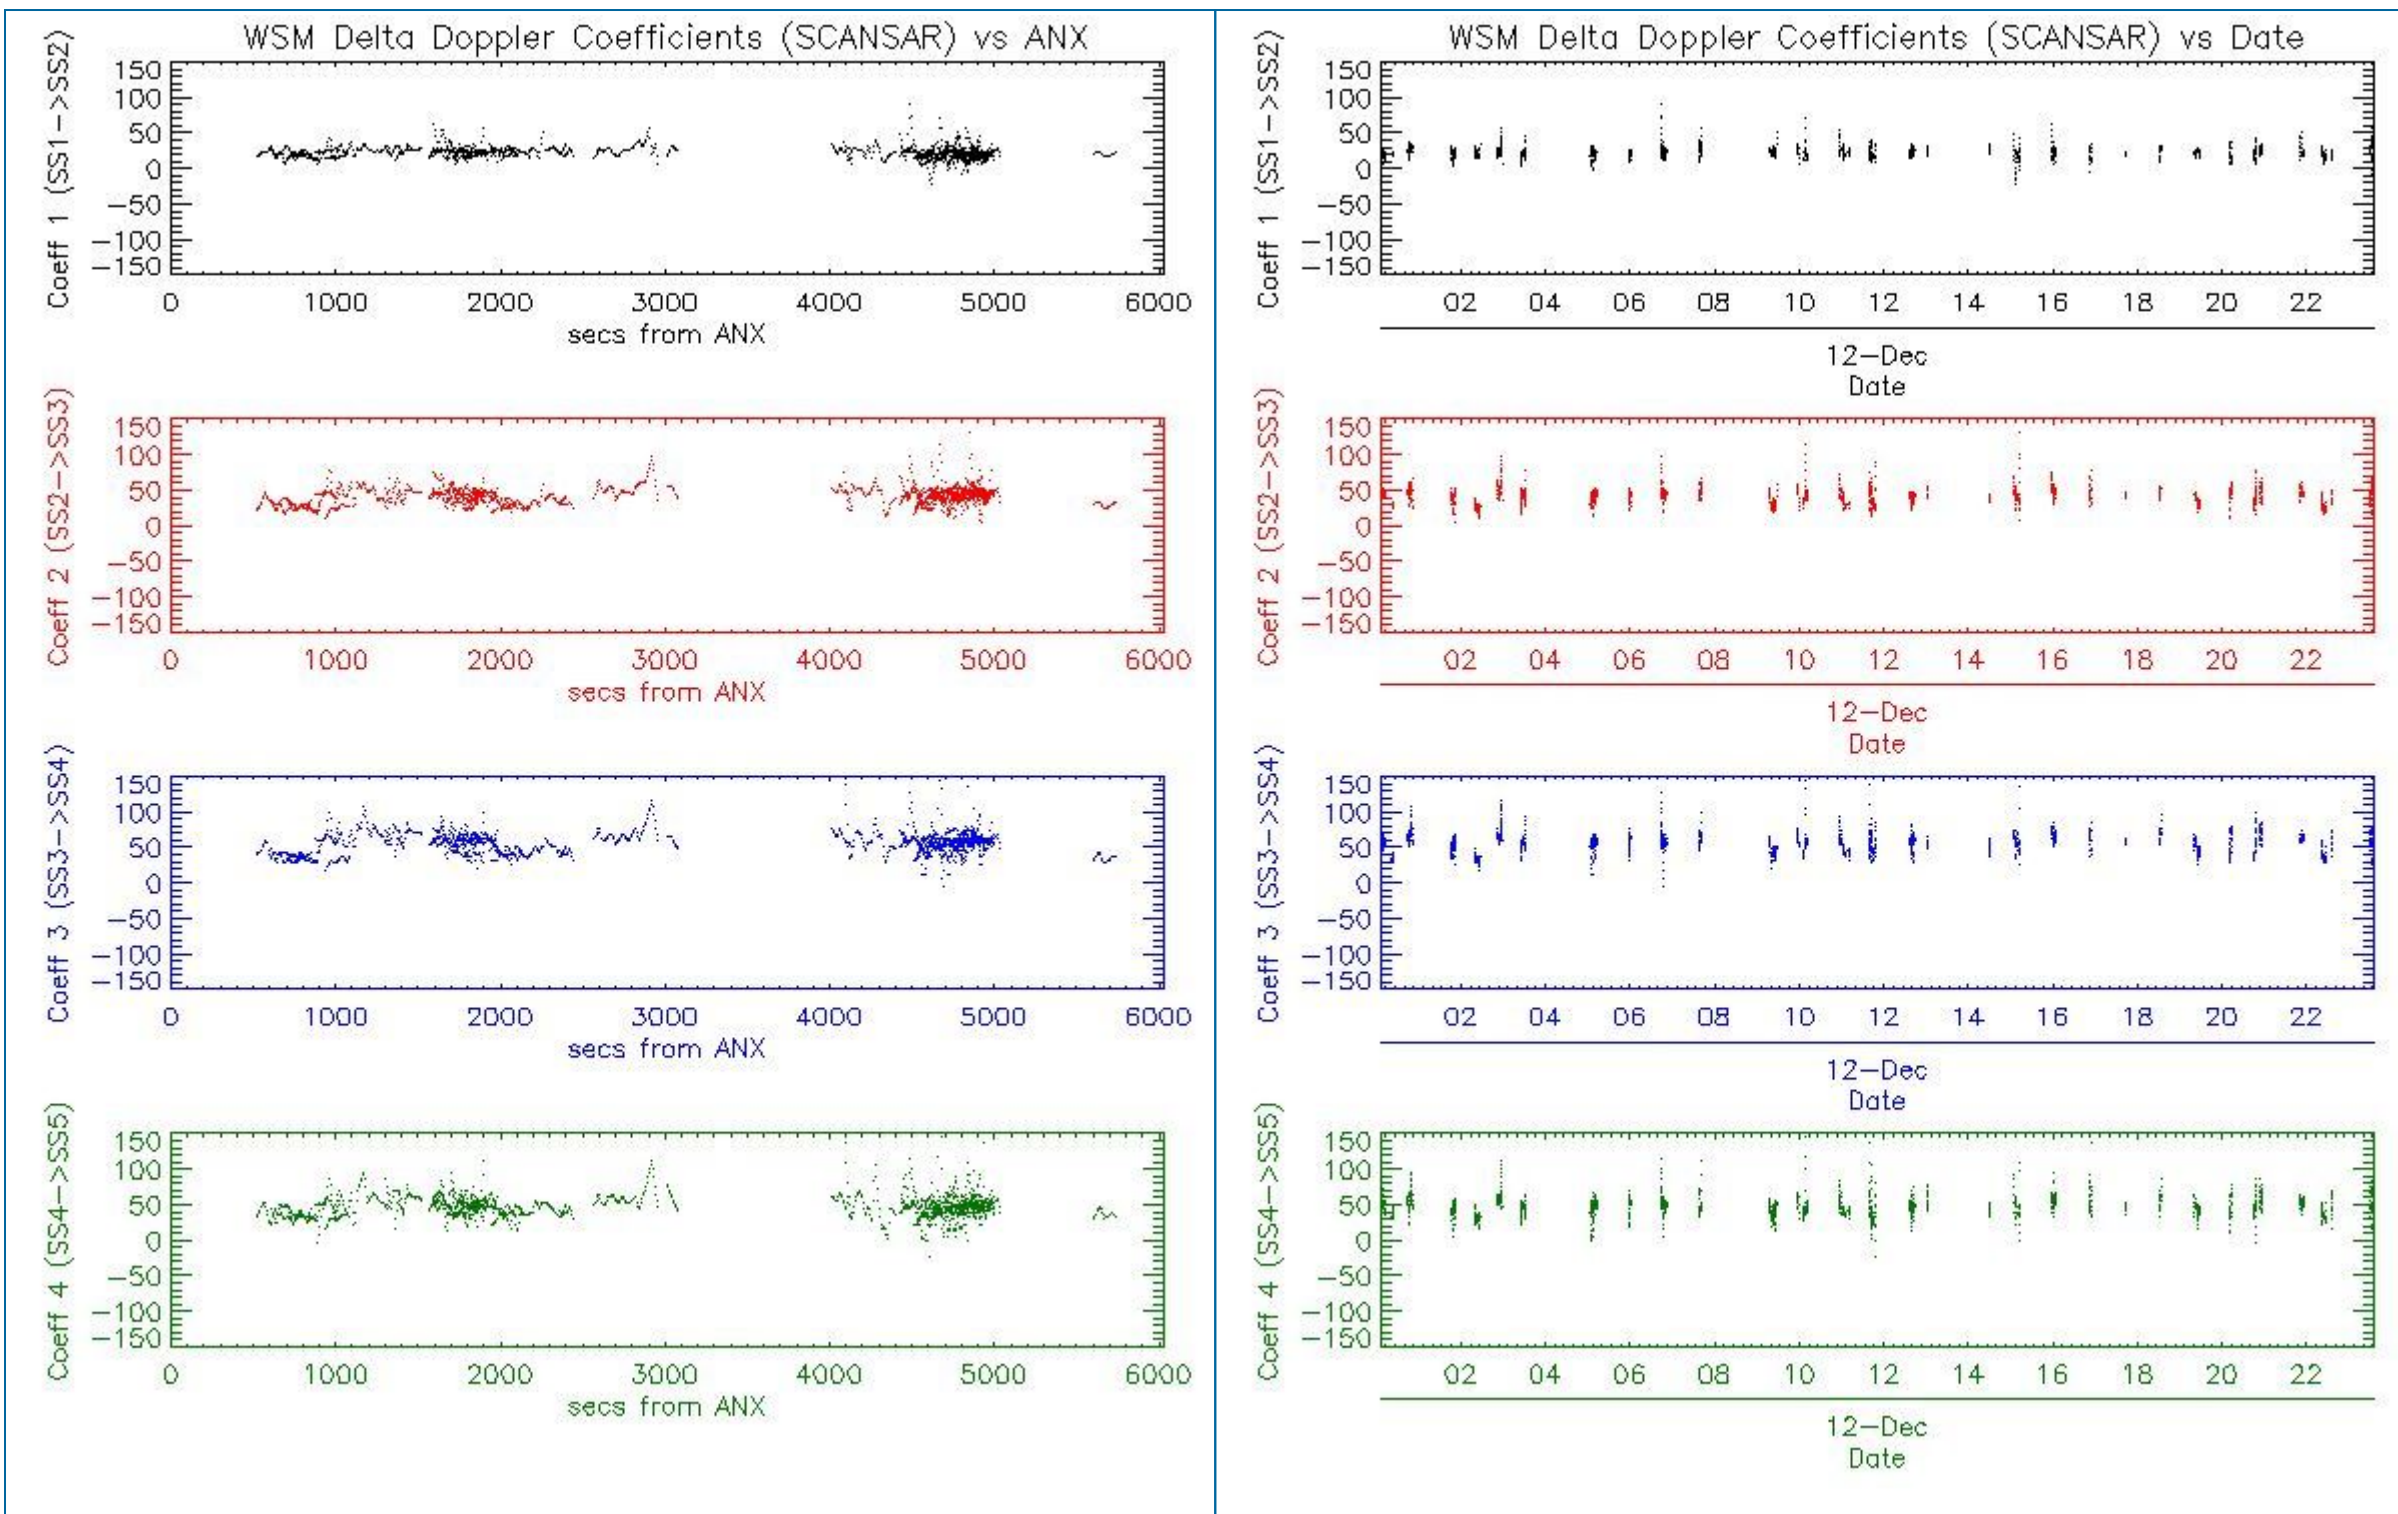 WSM Delta Doppler Coefficients (SCANSAR) vs ANX
Coeff 1 (SS1->SS2)
150
100
50
0
-50
-100
-150
0 1000 2000 3000 4000 5000 6000
secs from ANX
Coeff 2 (SS2->SS3)
150
100
50
0
-50
-100
-150
0 1000 2000 3000 4000 5000 6000
secs from ANX
Coeff 3 (SS3->SS4)
150
100
50
0
-50
-100
-150
0 1000 2000 3000 4000 5000 6000
secs from ANX
Coeff 4 (SS4->SS5)
150
100
50
0
-50
-100
-150
0 1000 2000 3000 4000 5000 6000
secs from ANX
WSM Delta Doppler Coefficients (SCANSAR) vs Date
Coeff 1 (SS1->SS2)
150
100
50
0
-50
-100
-150
02 04 06 08 10 12 14 16 18 20 22
12-Dec
Date
Coeff 2 (SS2->SS3)
150
100
50
0
-50
-100
-150
02 04 06 08 10 12 14 16 18 20 22
12-Dec
Date
Coeff 3 (SS3->SS4)
150
100
50
0
-50
-100
-150
02 04 06 08 10 12 14 16 18 20 22
12-Dec
Date
Coeff 4 (SS4->SS5)
150
100
50
0
-50
-100
-150
02 04 06 08 10 12 14 16 18 20 22
12-Dec
Date